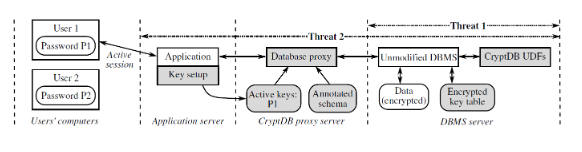 Threat 1
Threat 2
User 1
Password P1
Active
session
Application
Key setup
Database proxy
Unmodified DBMS
CryptDB UDFs
User 2
Password P2
Active keys:
P1
Annotated
schema
Data
(encrypted)
Encrypted
key table
Users' computers
Application server
CryptDB proxy server
DBMS server